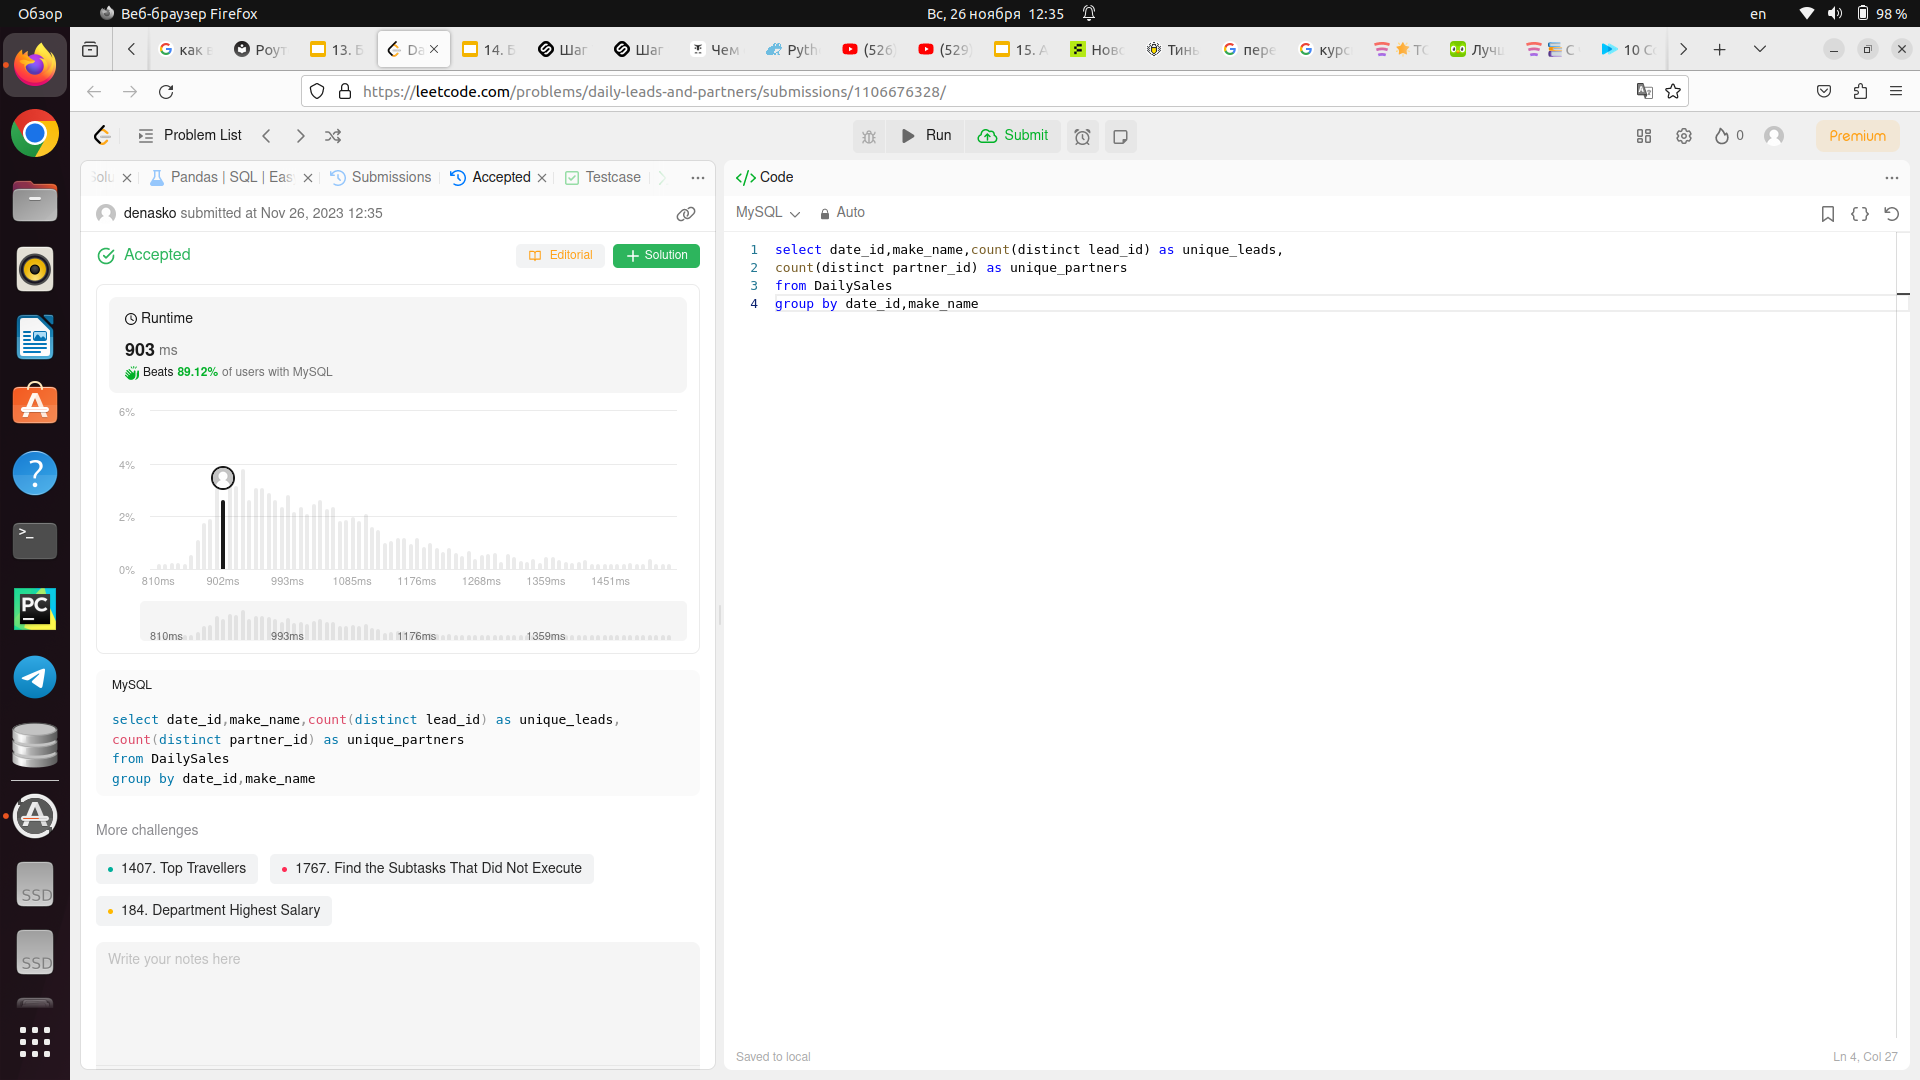 Обзор
Веб-браузер Firefox
Вс, 26 ноября 12:35
en
98 %
как в
Роут
13. Б
Da
14. Б
Шаг
Шаг
Чем
Pyth
(526
(529
15. А
Ново
Тинь
пере
курс
ТО
Лучш
С
10 Со
https://leetcode.com/problems/daily-leads-and-partners/submissions/1106676328/
Problem List
Run
Submit
0
Premium
Solu
Pandas | SQL | Eas
Submissions
Accepted
Testcase
denasko submitted at Nov 26, 2023 12:35
Accepted
Editorial
Solution
Runtime
903 ms
Beats 89.12% of users with MySQL
6%
4%
2%
0%
810ms
902ms
993ms
1085ms
1176ms
1268ms
1359ms
1451ms
810ms
993ms
1176ms
1359ms
MySQL
select date_id,make_name,count(distinct lead_id) as unique_leads,
count(distinct partner_id) as unique_partners
from DailySales
group by date_id,make_name
More challenges
1407. Top Travellers
1767. Find the Subtasks That Did Not Execute
184. Department Highest Salary
Write your notes here
Code
MySQL
Auto
1 select date_id,make_name,count(distinct lead_id) as unique_leads,
2 count(distinct partner_id) as unique_partners
3 from DailySales
4 group by date_id,make_name
Saved to local
Ln 4, Col 27
PC
SSD
SSD